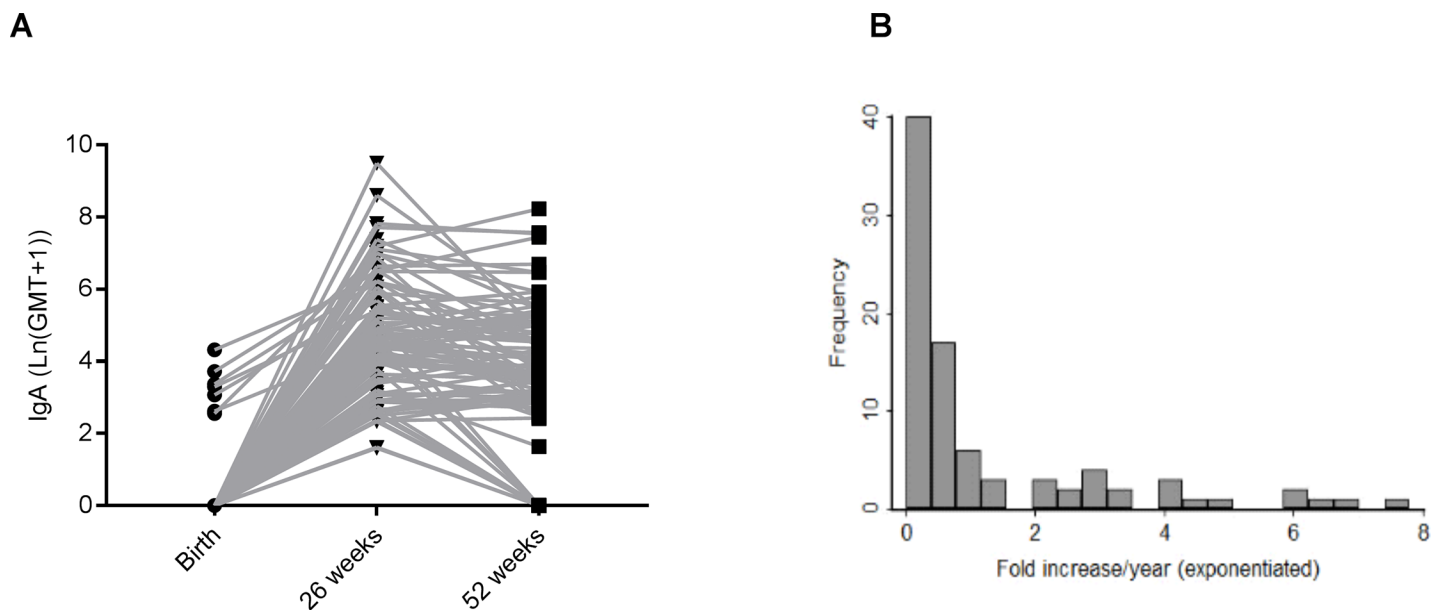 A
B
IgA (Ln(GMT+1))
10
8
6
4
2
0
Birth
26 weeks
52 weeks
Frequency
40
30
20
10
0
0 2 4 6 8
Fold increase/year (exponentiated)